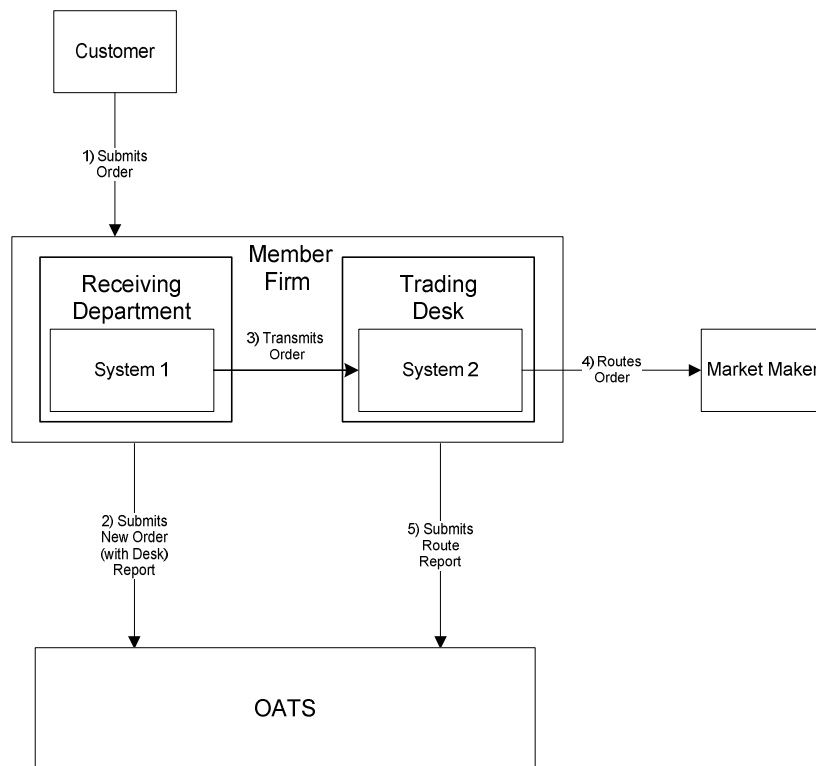 Customer
1) Submits
Order
Member
Firm
Receiving
Department
Trading
Desk
System 1
3) Transmits
Order
System 2
4) Routes
Order
Market Maker
2) Submits
New Order
(with Desk)
Report
5) Submits
Route
Report
OATS